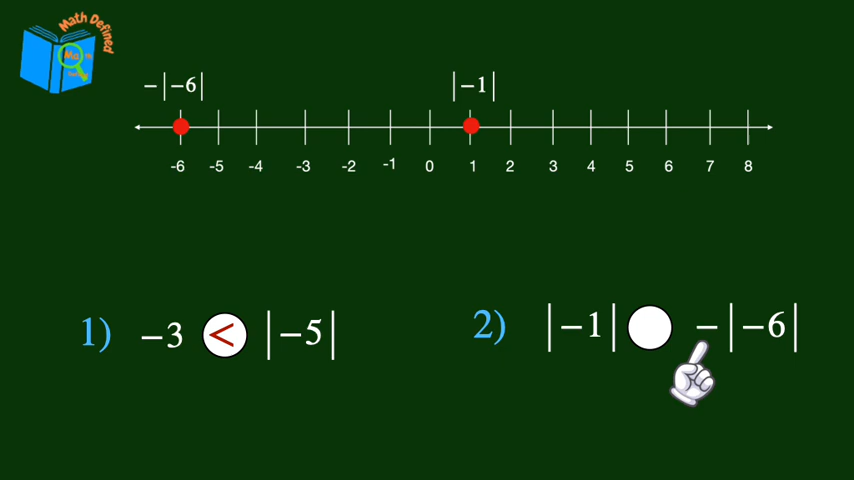 Math Defined
Math
−|−6| |−1|
-6 -5 -4 -3 -2 -1 0 1 2 3 4 5 6 7 8
1) −3 < |−5|
2) |−1| −|−6|